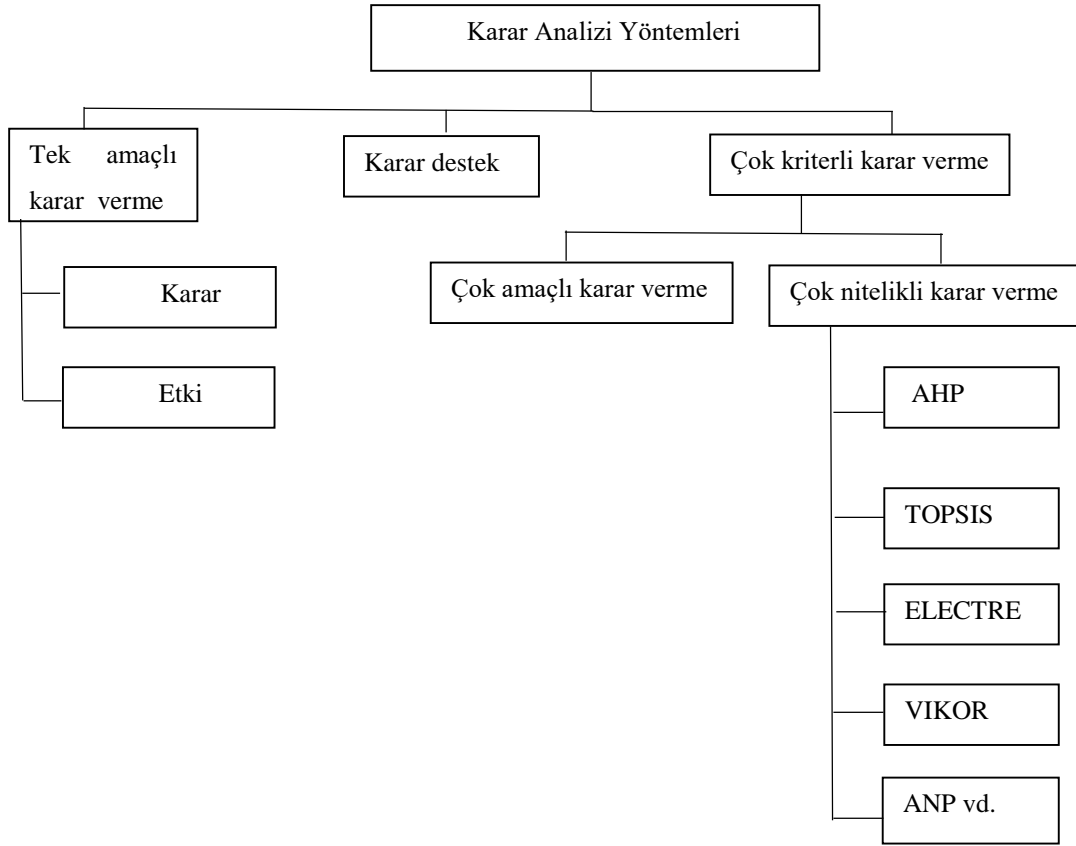 Karar Analizi Yöntemleri
Tek amaçlı
karar verme
Karar destek
Çok kriterli karar verme
Çok amaçlı karar verme
Çok nitelikli karar verme
Karar
Etki
AHP
TOPSIS
ELECTRE
VIKOR
ANP vd.